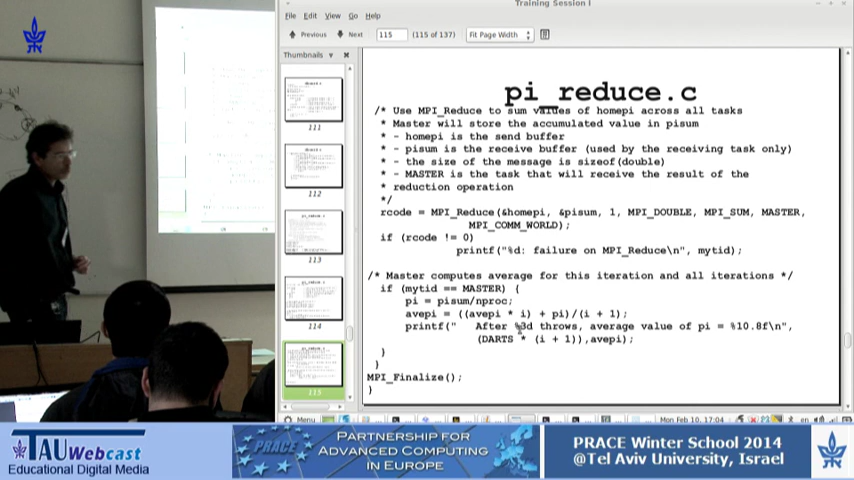 Training Session I
File Edit View Go Help
Previous Next 115 (115 of 137) Fit Page Width
Thumbnails
111
112
113
114
115
pi_reduce.c
/* Use MPI_Reduce to sum values of homepi across all tasks
* Master will store the accumulated value in pisum
* - homepi is the send buffer
* - pisum is the receive buffer (used by the receiving task only)
* - the size of the message is sizeof(double)
* - MASTER is the task that will receive the result of the
* reduction operation
*/
rcode = MPI_Reduce(&homepi, &pisum, 1, MPI_DOUBLE, MPI_SUM, MASTER,
MPI_COMM_WORLD);
if (rcode != 0)
printf("%d: failure on MPI_Reduce\n", mytid);
/* Master computes average for this iteration and all iterations */
if (mytid == MASTER) {
pi = pisum/nproc;
avepi = ((avepi * i) + pi)/(i + 1);
printf("   After %3d throws, average value of pi = %10.8f\n",
(DARTS * (i + 1)),avepi);
}
}
MPI_Finalize();
}
Menu Mon Feb 10, 17:04 en
TAU Webcast
Educational Digital Media
PRACE
PARTNERSHIP FOR
ADVANCED COMPUTING
IN EUROPE
PRACE Winter School 2014
@Tel Aviv University, Israel